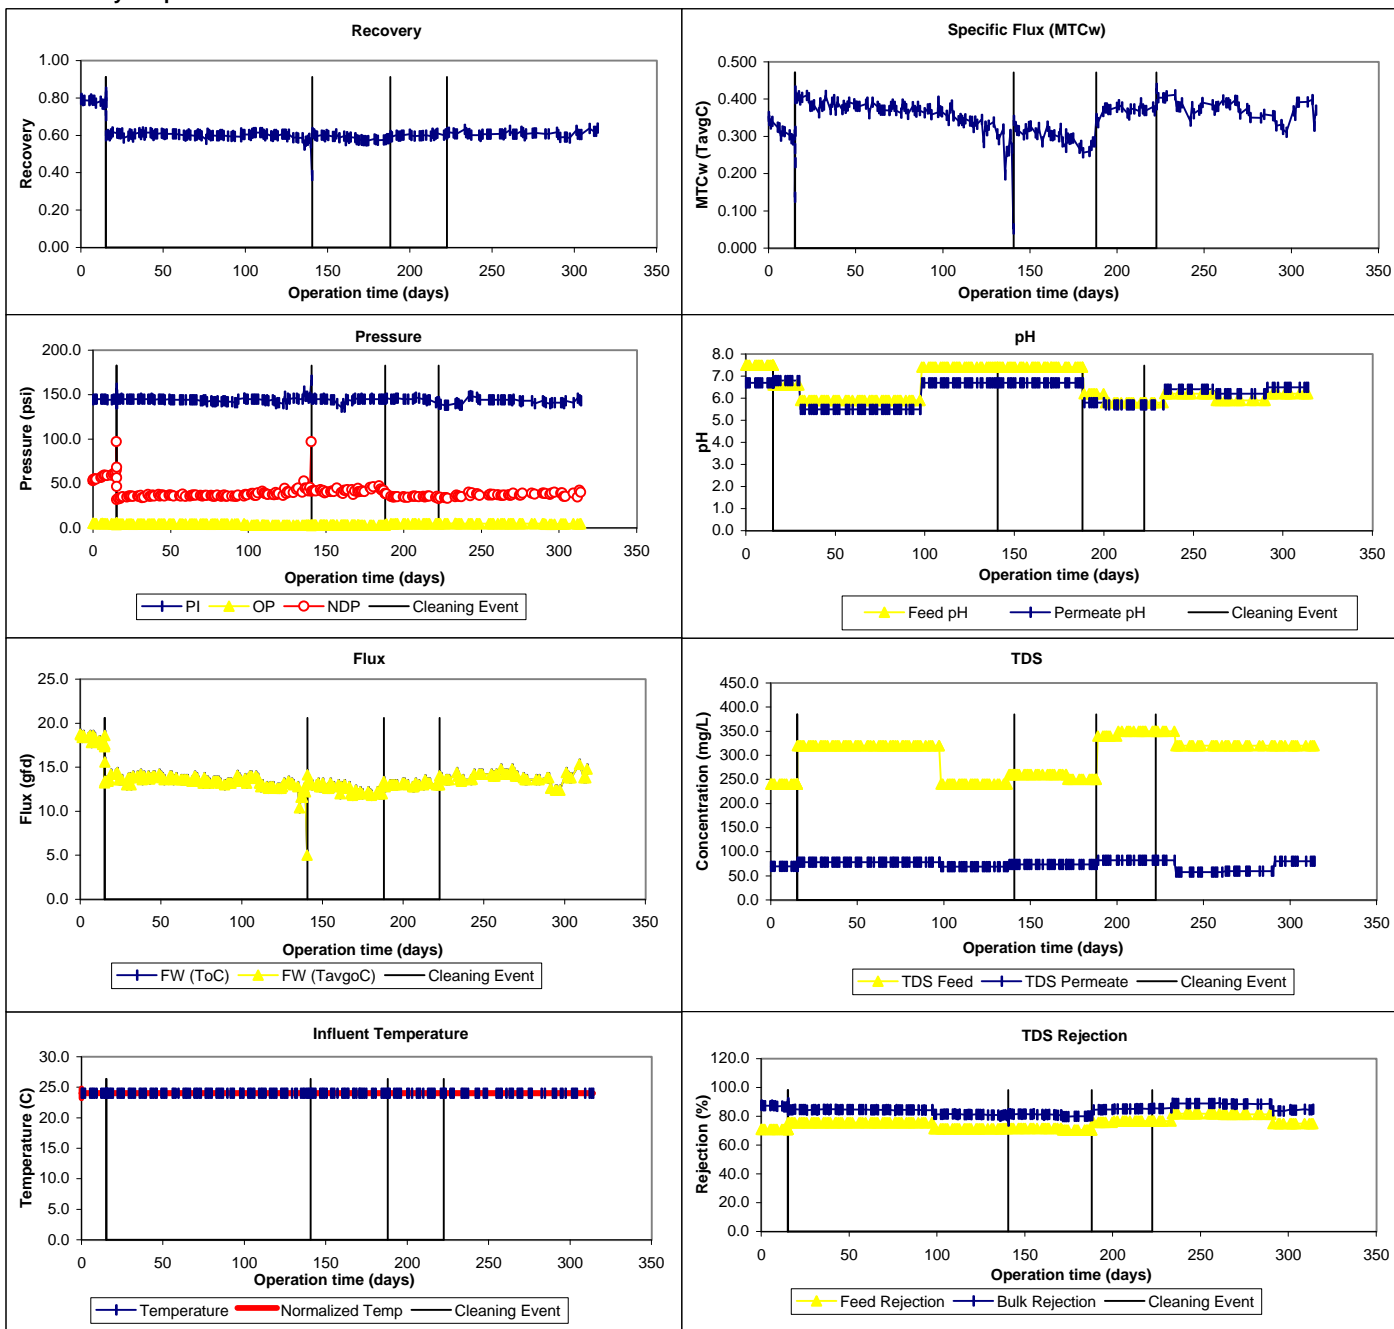 Recovery
1.00
0.80
0.60
0.40
0.20
0.00
Recovery
0 50 100 150 200 250 300 350
Operation time (days)
Specific Flux (MTCw)
0.500
0.400
0.300
0.200
0.100
0.000
MTCw (TavgC)
0 50 100 150 200 250 300 350
Operation time (days)
Pressure
200.0
150.0
100.0
50.0
0.0
Pressure (psi)
0 50 100 150 200 250 300 350
Operation time (days)
PI OP NDP Cleaning Event
pH
8.0
7.0
6.0
5.0
4.0
3.0
2.0
1.0
0.0
pH
0 50 100 150 200 250 300 350
Operation time (days)
Feed pH Permeate pH Cleaning Event
Flux
25.0
20.0
15.0
10.0
5.0
0.0
Flux (gfd)
0 50 100 150 200 250 300 350
Operation time (days)
FW (ToC) FW (TavgoC) Cleaning Event
TDS
450.0
400.0
350.0
300.0
250.0
200.0
150.0
100.0
50.0
0.0
Concentration (mg/L)
0 50 100 150 200 250 300 350
Operation time (days)
TDS Feed TDS Permeate Cleaning Event
Influent Temperature
30.0
25.0
20.0
15.0
10.0
5.0
0.0
Temperature (C)
0 50 100 150 200 250 300 350
Operation time (days)
Temperature Normalized Temp Cleaning Event
TDS Rejection
120.0
100.0
80.0
60.0
40.0
20.0
0.0
Rejection (%)
0 50 100 150 200 250 300 350
Operation time (days)
Feed Rejection Bulk Rejection Cleaning Event